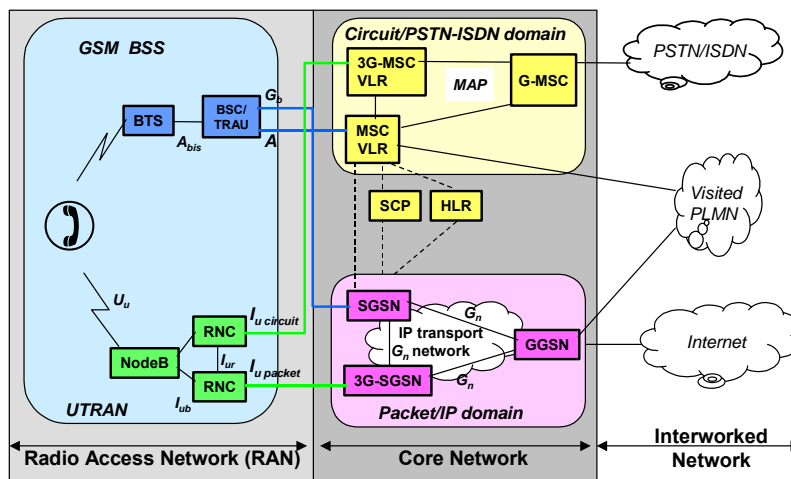 GSM BSS
Circuit/PSTN-ISDN domain
PSTN/ISDN
3G-MSC
VLR
MAP
G-MSC
Gb
BTS
BSC/
TRAU
Abis
A
MSC
VLR
SCP
HLR
Visited
PLMN
Uu
Iu circuit
RNC
NodeB
Iur
Iu packet
RNC
Iub
UTRAN
SGSN
Gn
IP transport
Gn network
GGSN
3G-SGSN
Gn
Packet/IP domain
Internet
Radio Access Network (RAN)
Core Network
Interworked
Network